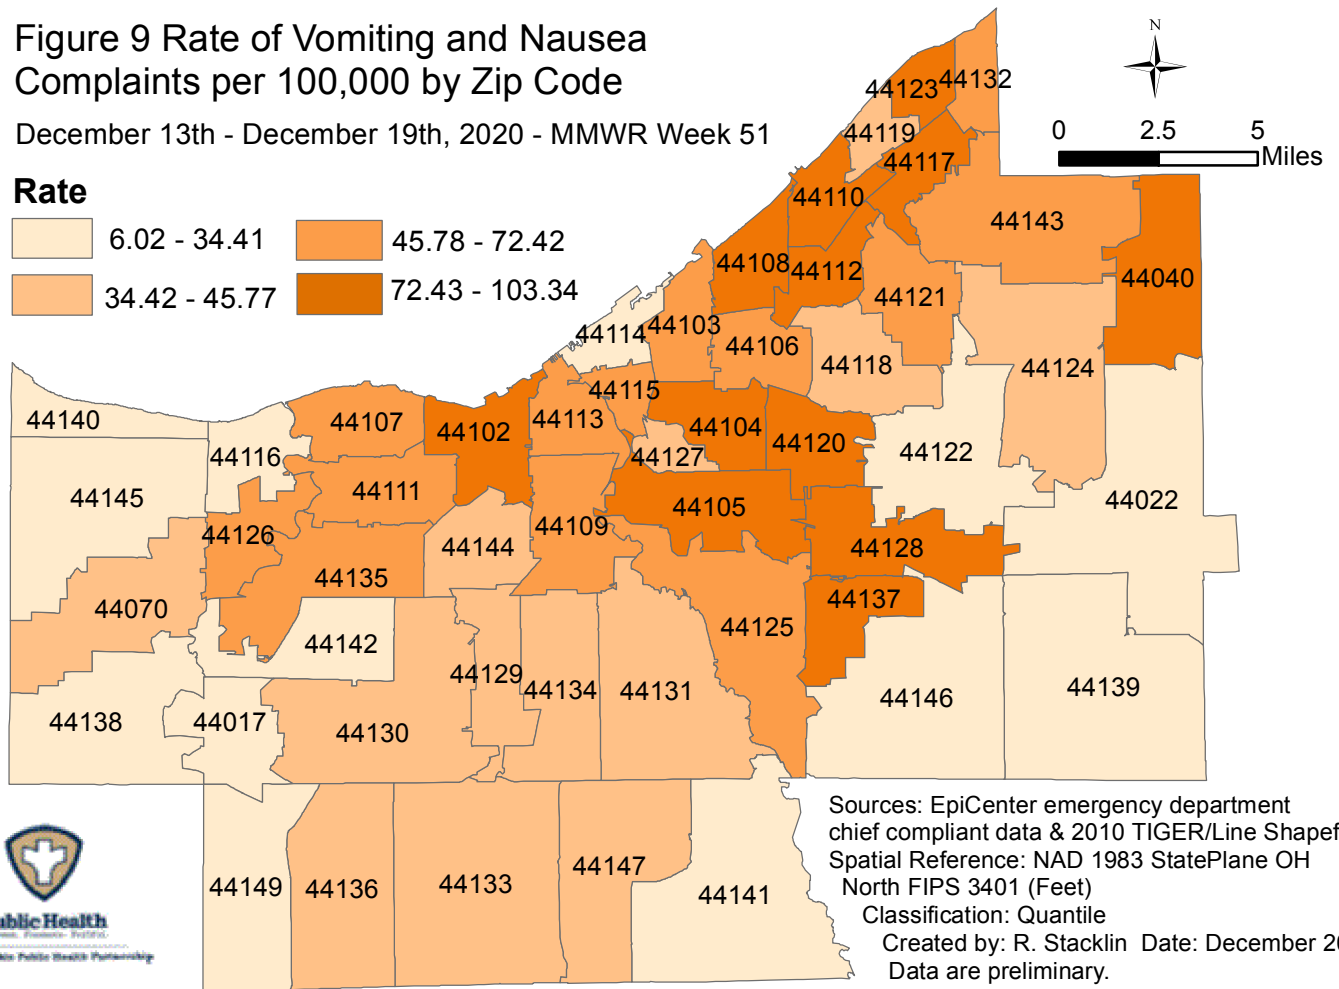 Figure 9 Rate of Vomiting and Nausea
Complaints per 100,000 by Zip Code
December 13th - December 19th, 2020 - MMWR Week 51
Rate
6.02 - 34.41
45.78 - 72.42
34.42 - 45.77
72.43 - 103.34
N
0 2.5 5
Miles
44123
44132
44119
44117
44110
44143
44108
44112
44040
44121
44114
44103
44106
44118
44124
44115
44140
44107
44102
44113
44104
44120
44116
44127
44122
44145
44111
44105
44022
44126
44109
44144
44128
44135
44070
44137
44125
44142
44129
44134
44131
44146
44139
44138
44017
44130
44149
44136
44133
44147
44141
Sources: EpiCenter emergency department
chief compliant data & 2010 TIGER/Line Shapef
Spatial Reference: NAD 1983 StatePlane OH
North FIPS 3401 (Feet)
Classification: Quantile
Created by: R. Stacklin Date: December 20
Data are preliminary.
ublic Health
Public Health Partnership